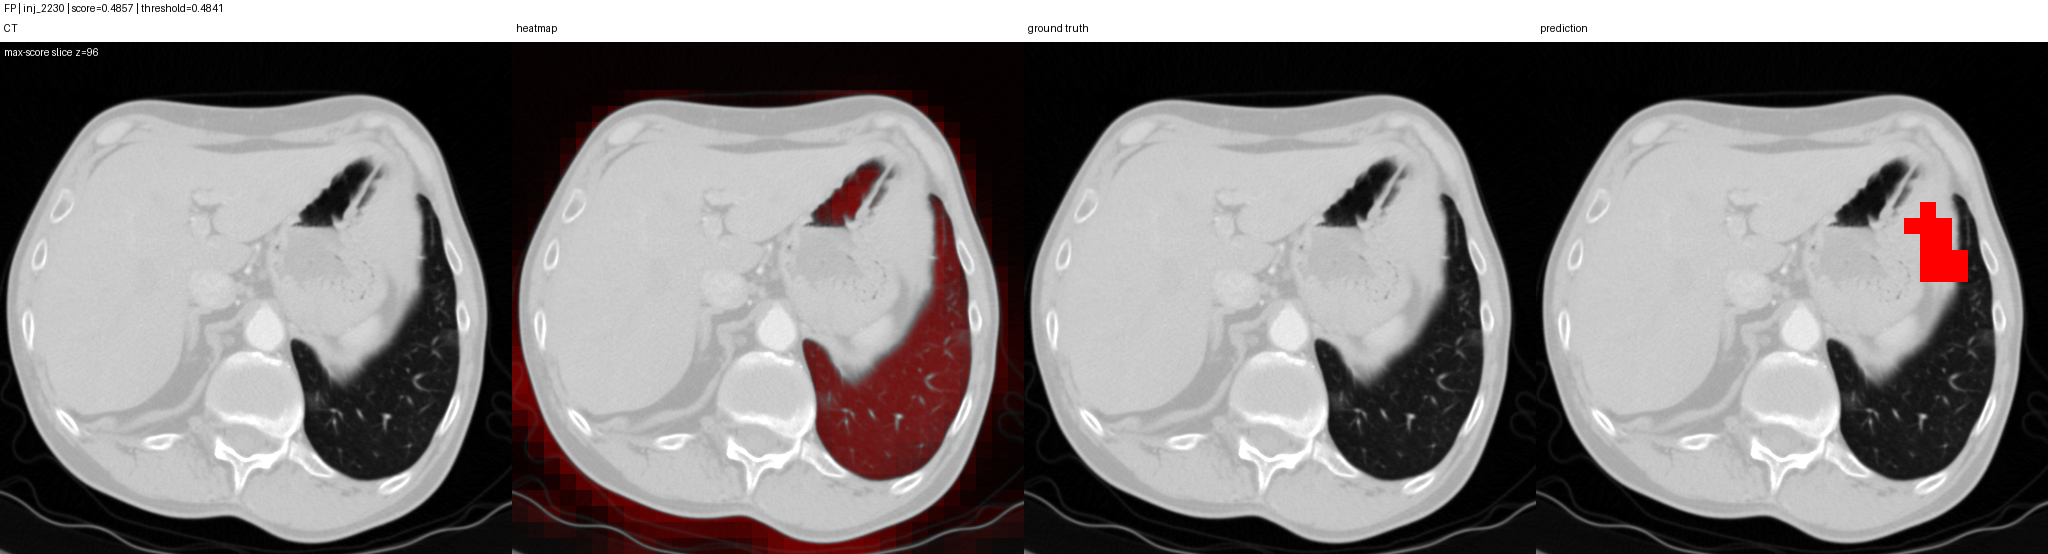 FP | inj_2230 | score=0.4857 | threshold=0.4841
CT
heatmap
ground truth
prediction
max-score slice z=96